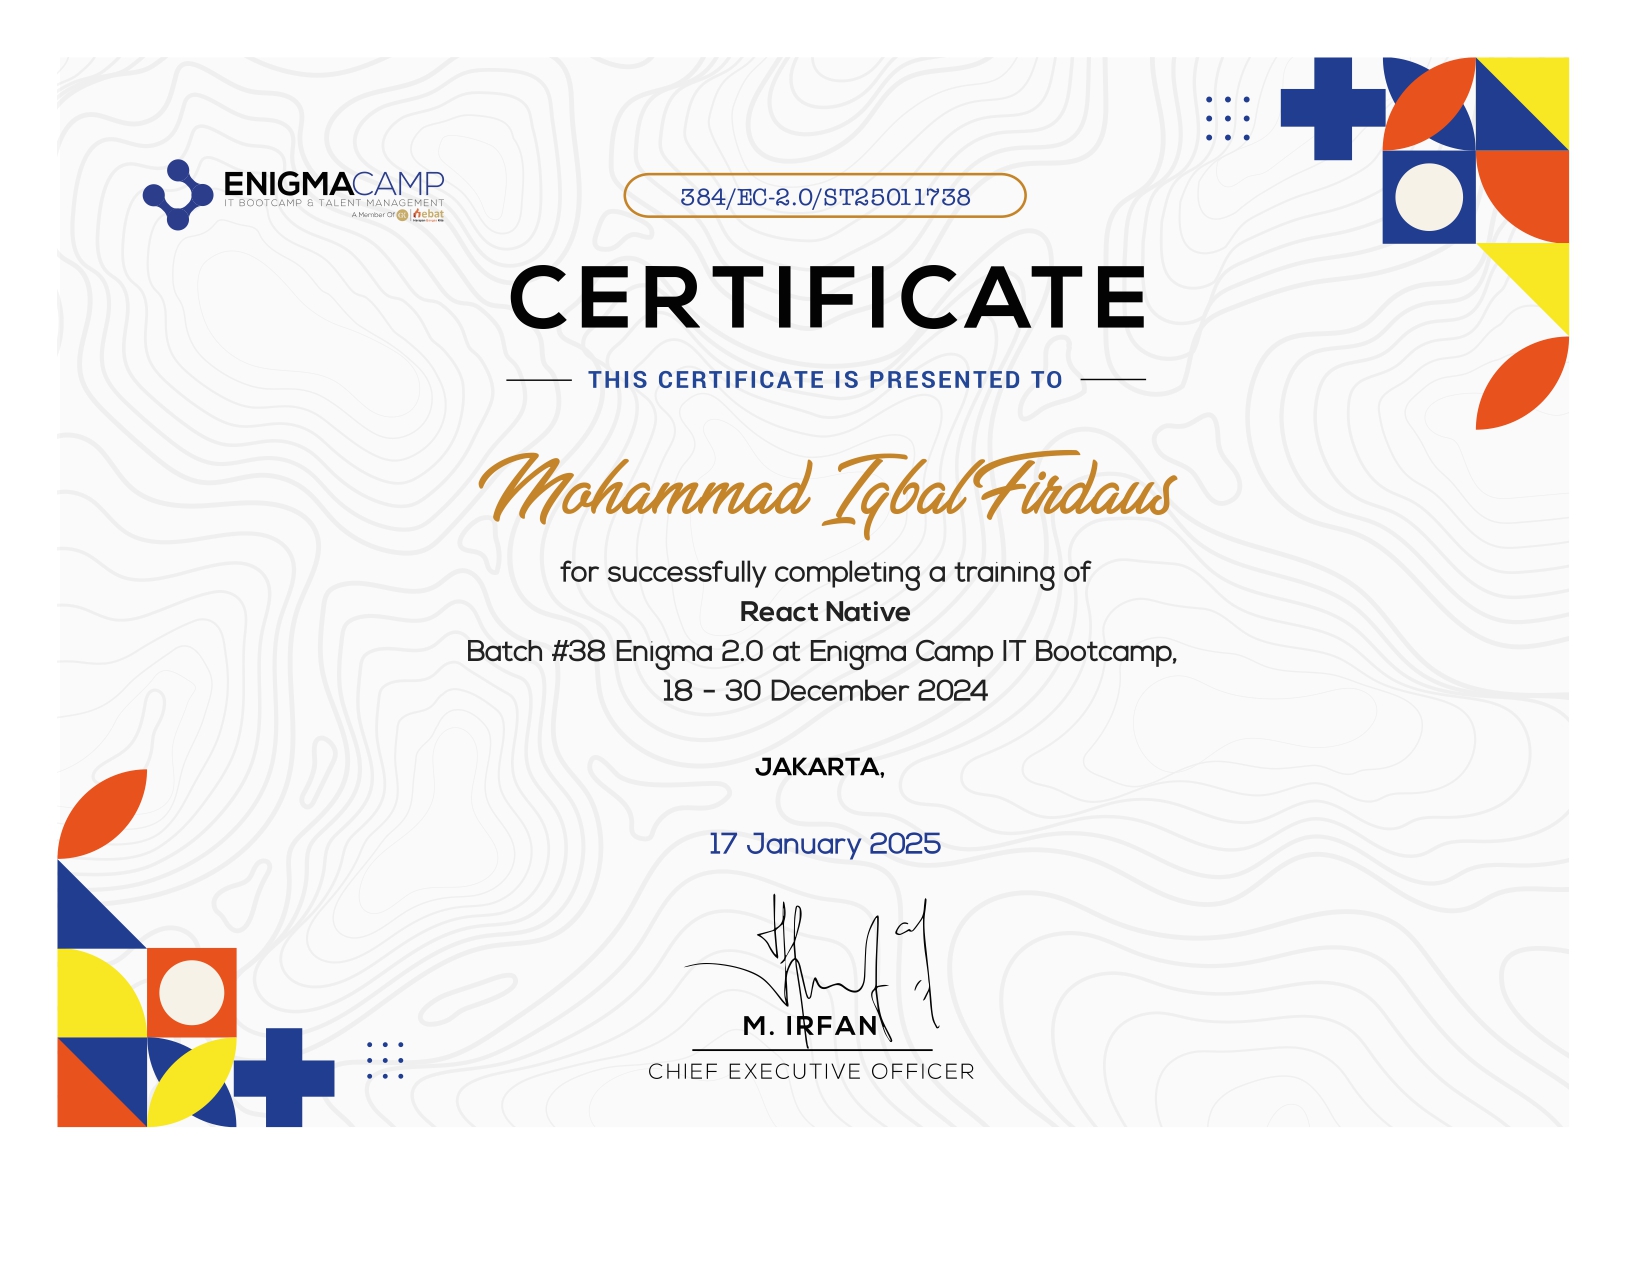 ENIGMACAMP
IT BOOTCAMP & TALENT MANAGEMENT
A Member Of
384/EC-2.0/ST25011738
CERTIFICATE
THIS CERTIFICATE IS PRESENTED TO
Mohammad Iqbal Firdaus
for successfully completing a training of
React Native
Batch #38 Enigma 2.0 at Enigma Camp IT Bootcamp,
18 - 30 December 2024
JAKARTA,
17 January 2025
M. IRFAN
CHIEF EXECUTIVE OFFICER